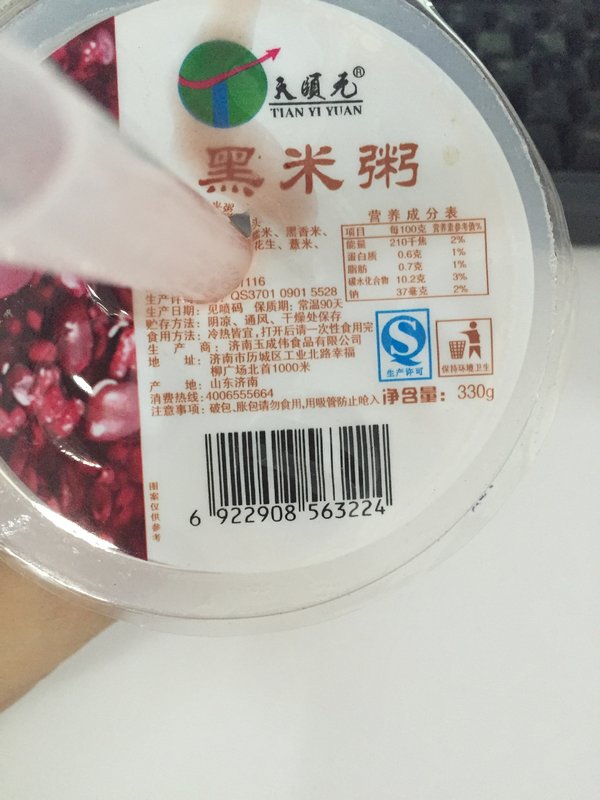 天頤元®
TIAN YI YUAN
黑米粥
米粥
头
米、黑香米、
花生、薏米、
营养成分表
项目 每100克 营养素参考值%
能量 210千焦 2%
蛋白质 0.6克 1%
脂肪 0.7克 1%
碳水化合物 10.2克 3%
钠 37毫克 2%
116
生产许可 QS3701 0901 5528
生产日期: 见喷码 保质期: 常温90天
贮存方法: 阴凉、通风、干燥处保存
食用方法: 冷热皆宜,打开后请一次性食用完
生产商: 济南玉成伟食品有限公司
地址: 济南市历城区工业北路幸福
柳广场北首1000米
产地: 山东济南
消费热线: 4006555664
注意事项: 破包、胀包请勿食用,用吸管防止呛入
QS
生产许可
保持环境卫生
净含量: 330g
图案仅供参考
6 922908 563224